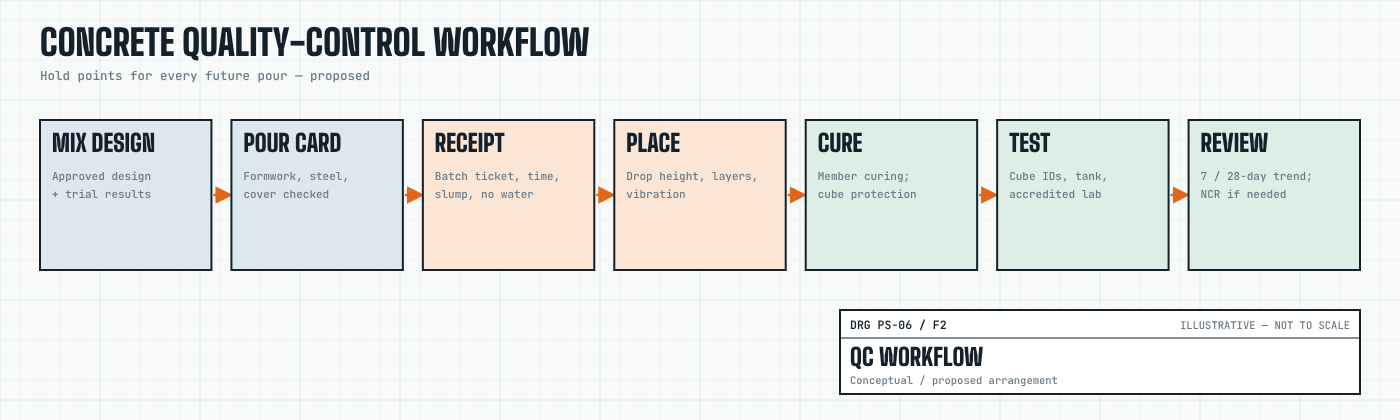 CONCRETE QUALITY-CONTROL WORKFLOW
Hold points for every future pour — proposed
MIX DESIGN
Approved design
+ trial results
POUR CARD
Formwork, steel,
cover checked
RECEIPT
Batch ticket, time,
slump, no water
PLACE
Drop height, layers,
vibration
CURE
Member curing;
cube protection
TEST
Cube IDs, tank,
accredited lab
REVIEW
7 / 28-day trend;
NCR if needed
DRG PS-06 / F2
ILLUSTRATIVE — NOT TO SCALE
QC WORKFLOW
Conceptual / proposed arrangement